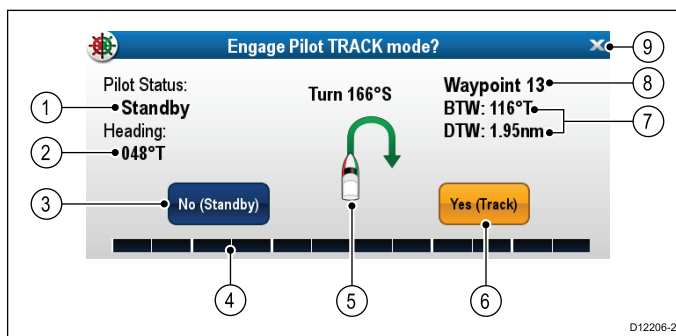 Engage Pilot TRACK mode?
9
Pilot Status:
Standby
1
Heading:
048°T
2
Turn 166°S
Waypoint 13
8
BTW: 116°T
DTW: 1.95nm
7
3
No (Standby)
Yes (Track)
4
5
6
D12206-2